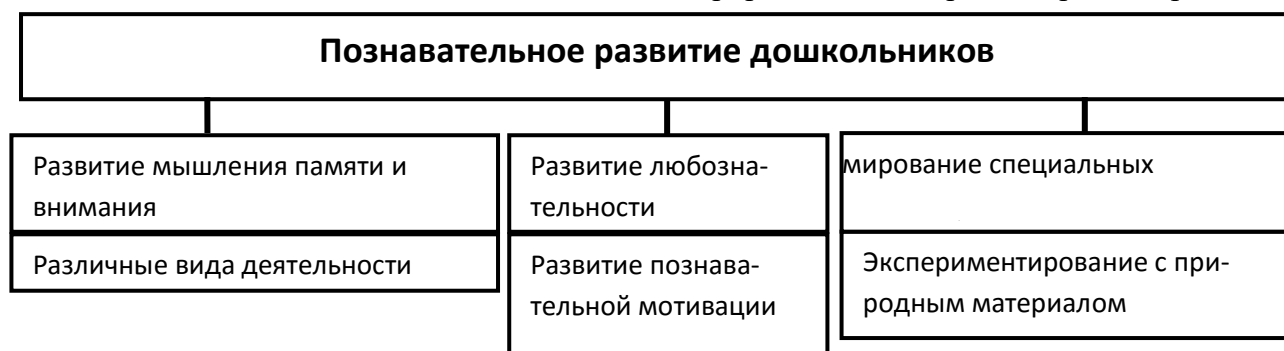 Познавательное развитие дошкольников
Развитие мышления памяти и
внимания
Различные вида деятельности
Развитие любозна-
тельности
Развитие познава-
тельной мотивации
мирование специальных
Экспериментирование с при-
родным материалом